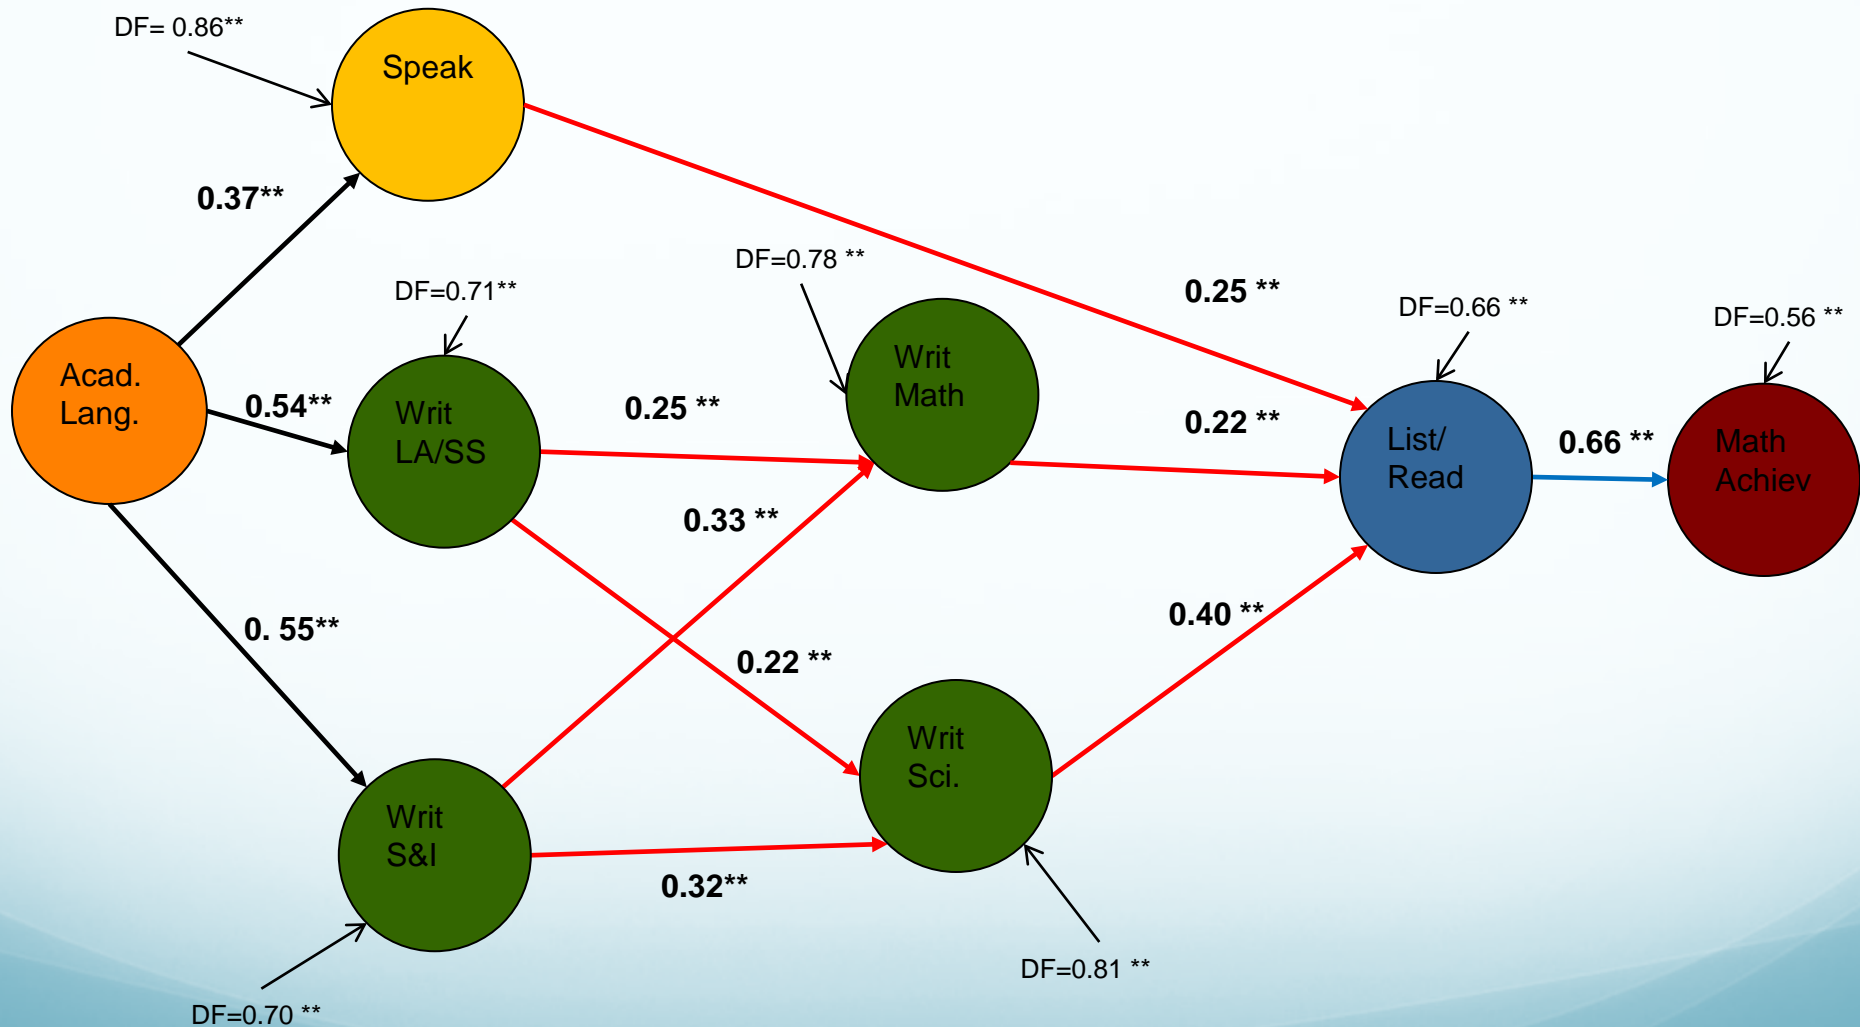 DF= 0.86**
Speak
0.37**
DF=0.78 **
DF=0.71**
0.25 **
DF=0.66 **
DF=0.56 **
Acad.
Lang.
0.54**
Writ
LA/SS
0.25 **
Writ
Math
0.22 **
List/
Read
0.66 **
Math
Achiev
0.33 **
0. 55**
0.22 **
0.40 **
Writ
S&I
Writ
Sci.
0.32**
DF=0.81 **
DF=0.70 **